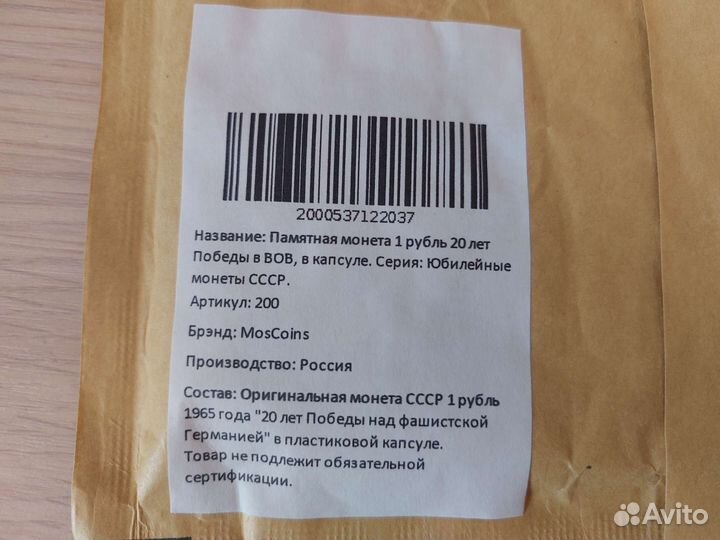 2000537122037
Название: Памятная монета 1 рубль 20 лет
Победы в ВОВ, в капсуле. Серия: Юбилейные
монеты СССР.
Артикул: 200
Брэнд: MosCoins
Производство: Россия
Состав: Оригинальная монета СССР 1 рубль
1965 года "20 лет Победы над фашистской
Германией" в пластиковой капсуле.
Товар не подлежит обязательной
сертификации.
Avito